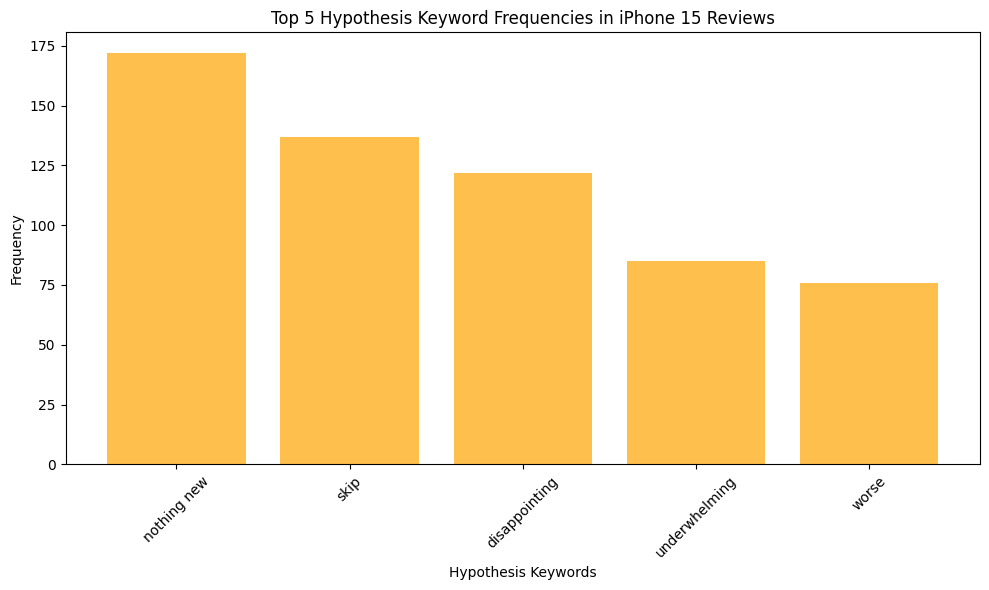 Top 5 Hypothesis Keyword Frequencies in iPhone 15 Reviews
175
150
125
100
75
50
25
0
Frequency
nothing new
skip
disappointing
underwhelming
worse
Hypothesis Keywords